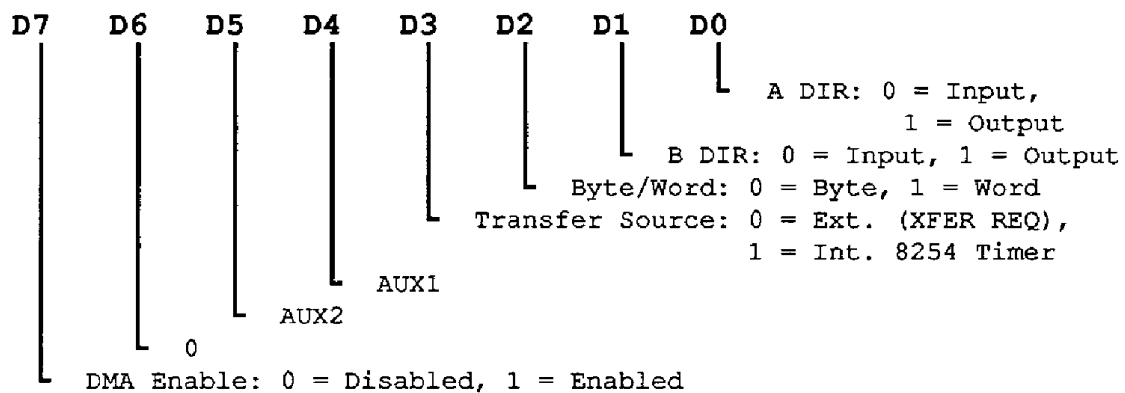 D7 D6 D5 D4 D3 D2 D1 D0
A DIR: 0 = Input,
1 = Output
B DIR: 0 = Input, 1 = Output
Byte/Word: 0 = Byte, 1 = Word
Transfer Source: 0 = Ext. (XFER REQ),
1 = Int. 8254 Timer
AUX1
AUX2
0
DMA Enable: 0 = Disabled, 1 = Enabled